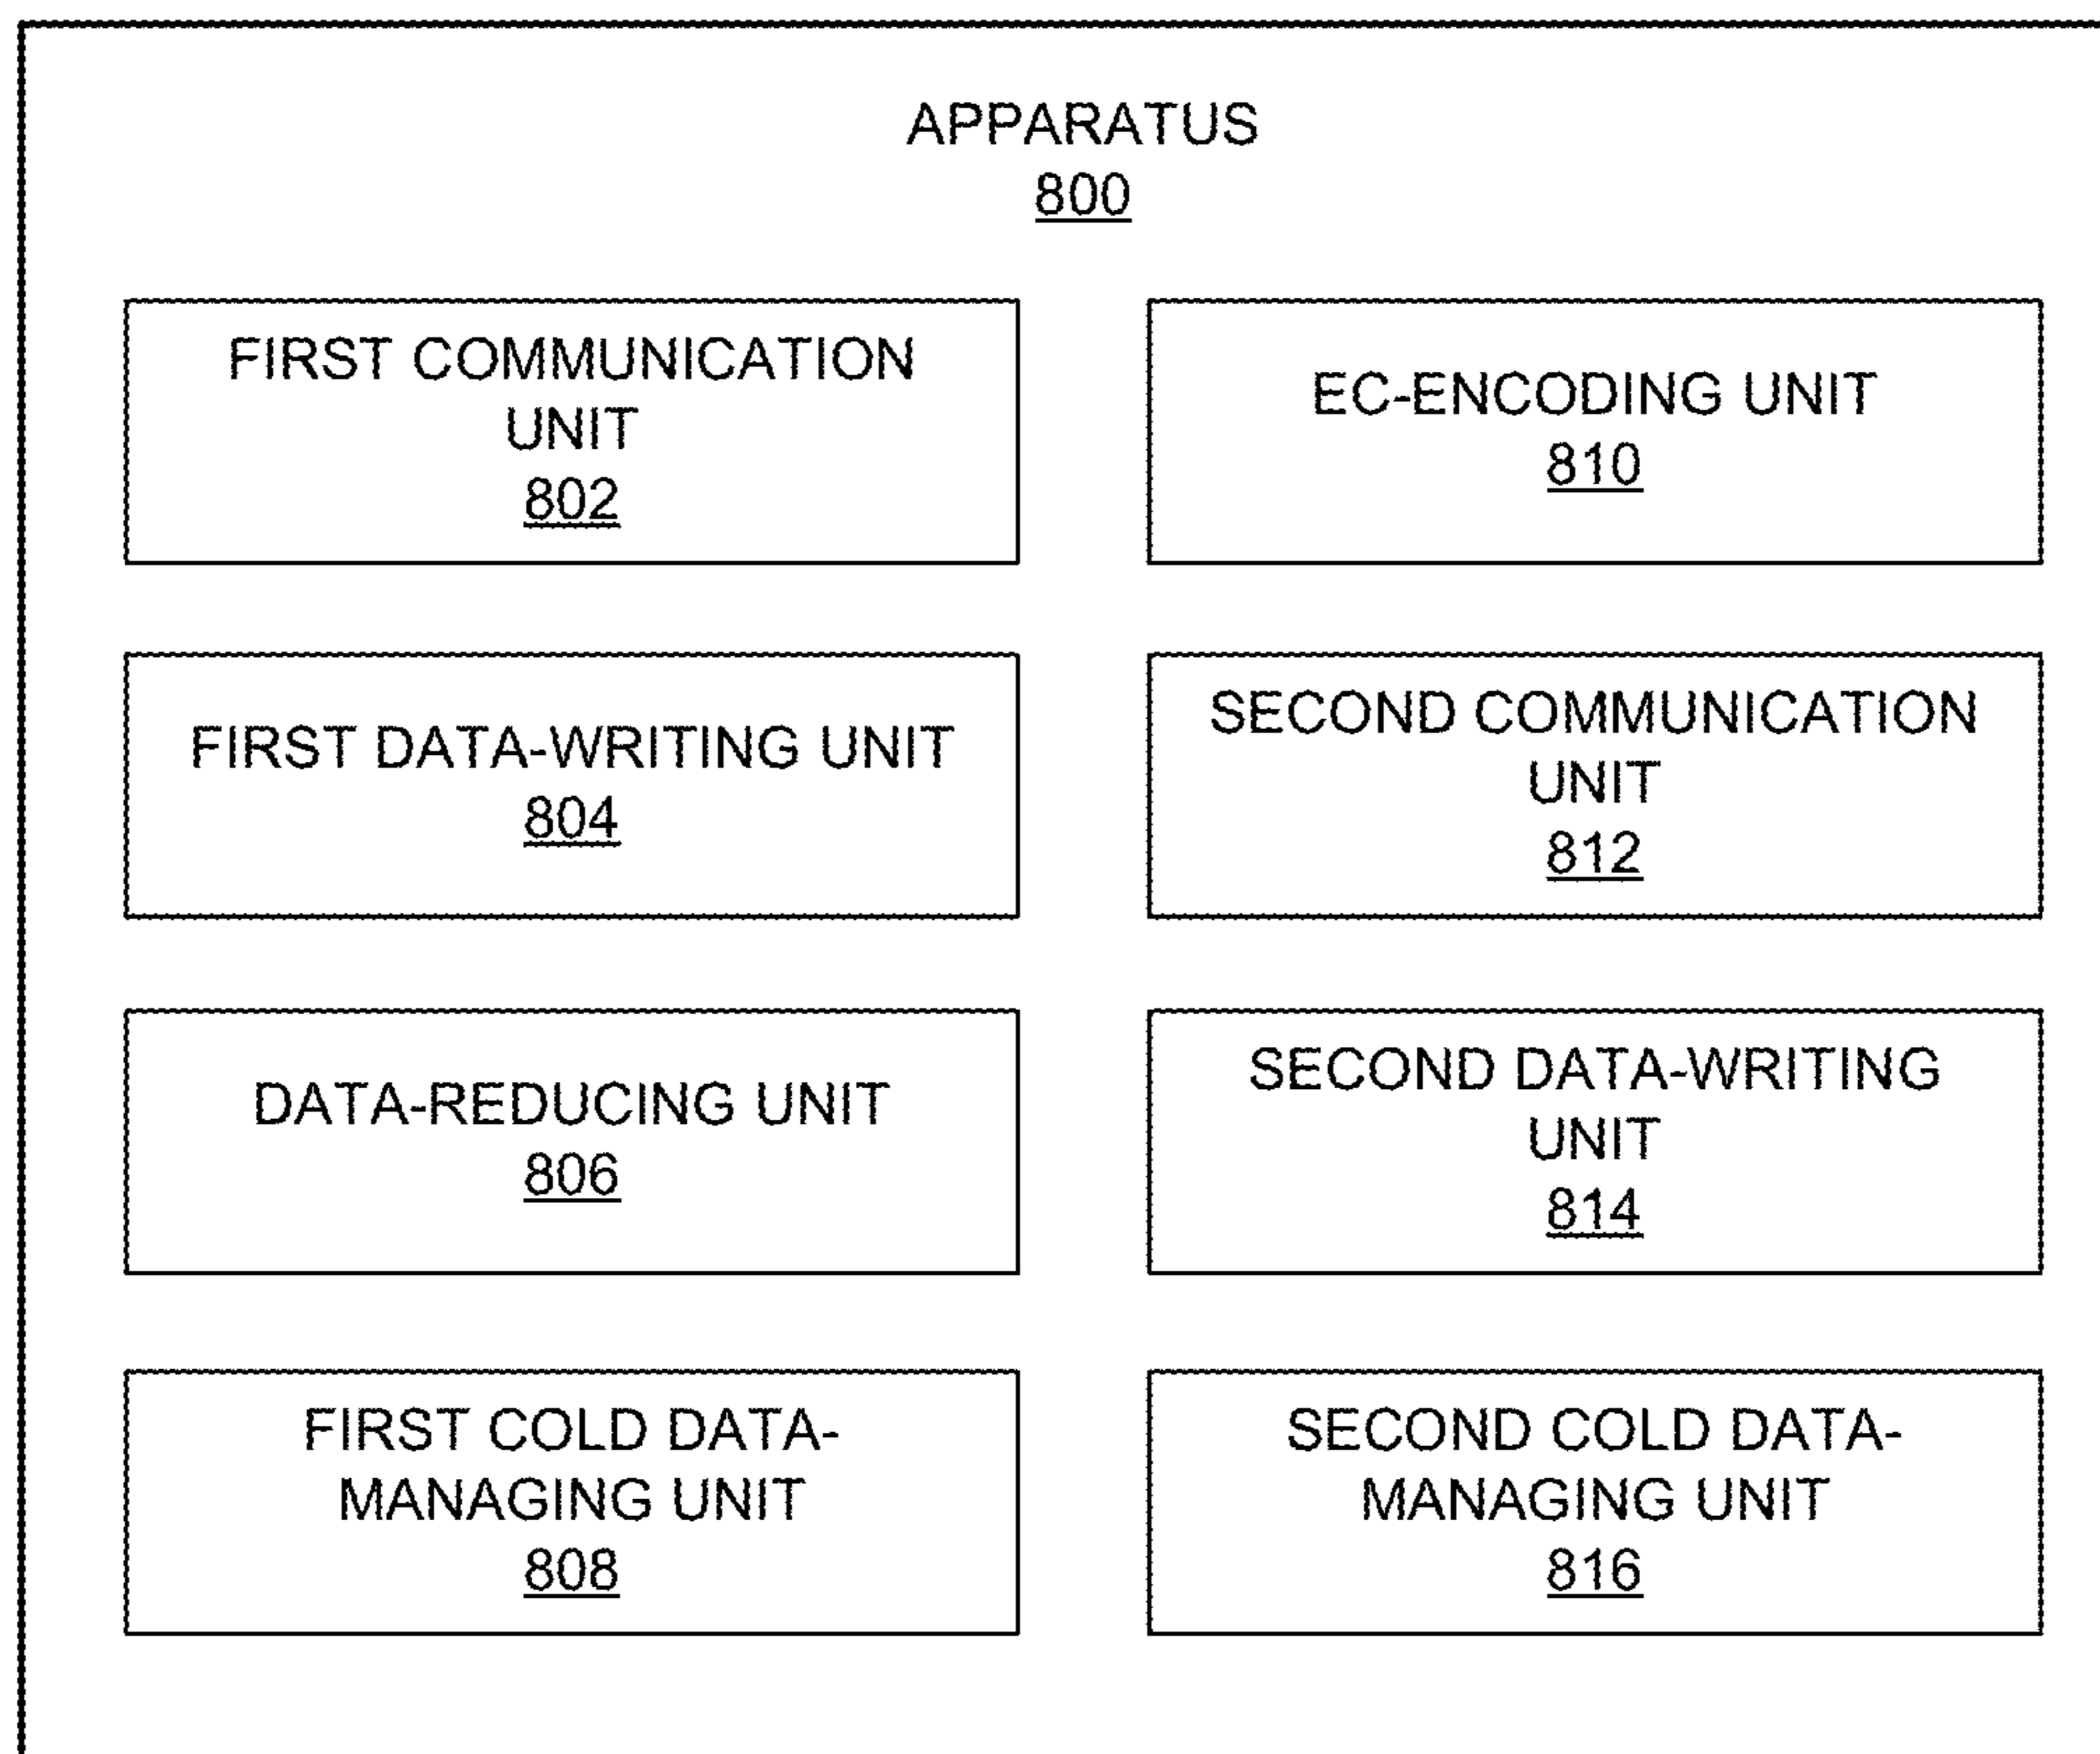 APPARATUS
800
FIRST COMMUNICATION
UNIT
802
EC-ENCODING UNIT
810
FIRST DATA-WRITING UNIT
804
SECOND COMMUNICATION
UNIT
812
DATA-REDUCING UNIT
806
SECOND DATA-WRITING
UNIT
814
FIRST COLD DATA-
MANAGING UNIT
808
SECOND COLD DATA-
MANAGING UNIT
816